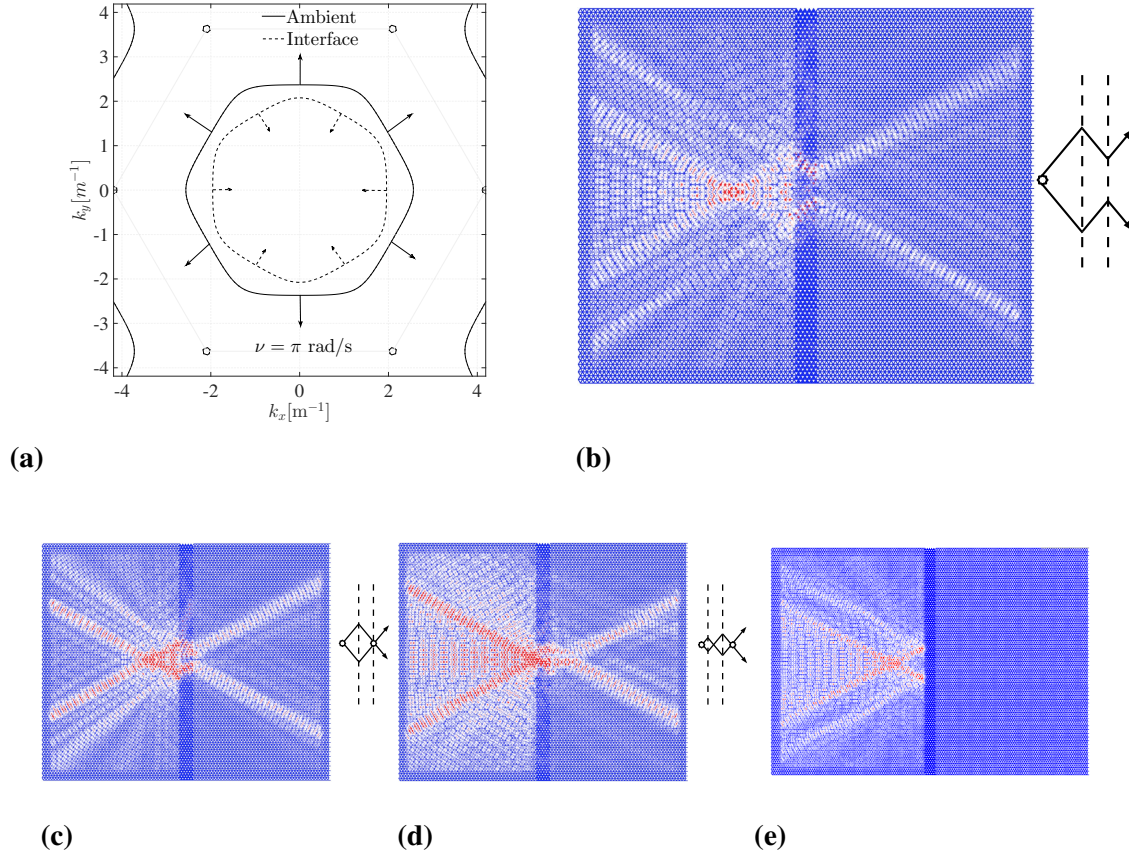 Ambient
Interface
4
3
2
1
0
-1
-2
-3
-4
k_y[m^{-1}]
ν = π rad/s
-4
-2
0
2
4
k_x[m^{-1}]
(a)
(b)
(c)
(d)
(e)